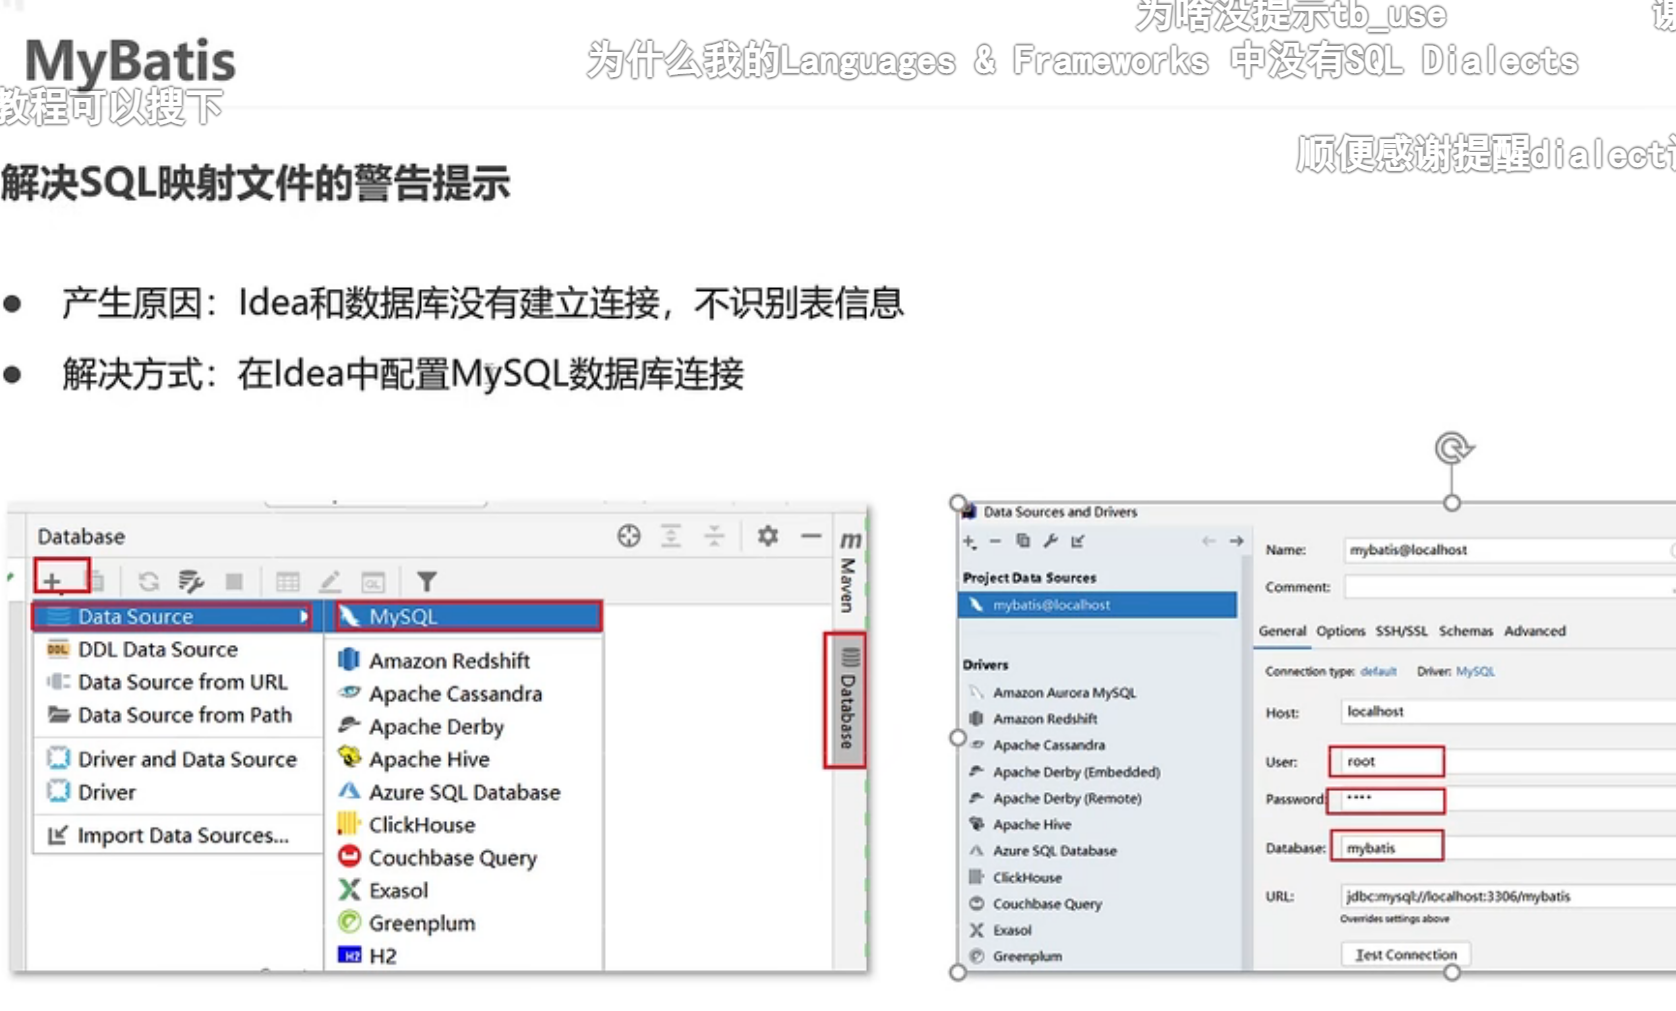 为啥没提示tb_use
MyBatis
为什么我的Languages & Frameworks 中没有SQL Dialects
教程可以搜下
顺便感谢提醒dialect
解决SQL映射文件的警告提示
● 产生原因：Idea和数据库没有建立连接，不识别表信息
● 解决方式：在Idea中配置MySQL数据库连接
Database
Data Source
DDL Data Source
Data Source from URL
Data Source from Path
Driver and Data Source
Driver
Import Data Sources...
MySQL
Amazon Redshift
Apache Cassandra
Apache Derby
Apache Hive
Azure SQL Database
ClickHouse
Couchbase Query
Exasol
Greenplum
H2
Maven
Database
Data Sources and Drivers
Project Data Sources
mybatis@localhost
Drivers
Amazon Aurora MySQL
Amazon Redshift
Apache Cassandra
Apache Derby (Embedded)
Apache Derby (Remote)
Apache Hive
Azure SQL Database
ClickHouse
Couchbase Query
Exasol
Greenplum
Name: mybatis@localhost
Comment:
General Options SSH/SSL Schemas Advanced
Connection type: default Driver: MySQL
Host: localhost
User: root
Password: ····
Database: mybatis
URL: jdbc:mysql://localhost:3306/mybatis
Overrides settings above
Test Connection